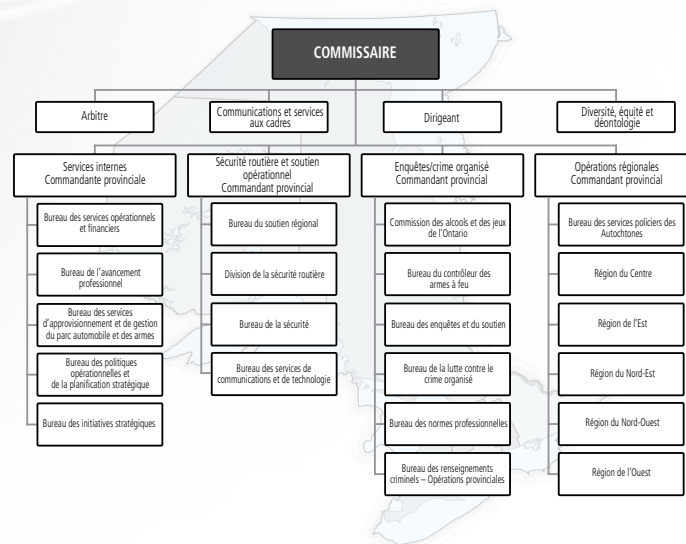 COMMISSAIRE
Arbitre
Communications et services
aux cadres
Dirigeant
Diversité, équité et
déontologie
Services internes
Commandante provinciale
Sécurité routière et soutien
opérationnel
Commandant provincial
Enquêtes/crime organisé
Commandant provincial
Opérations régionales
Commandant provincial
Bureau des services opérationnels
et financiers
Bureau de l'avancement
professionnel
Bureau des services
d'approvisionnement et de gestion
du parc automobile et des armes
Bureau des politiques
opérationnelles et
de la planification stratégique
Bureau des initiatives stratégiques
Bureau du soutien régional
Division de la sécurité routière
Bureau de la sécurité
Bureau des services de
communications et de technologie
Commission des alcools et des jeux
de l'Ontario
Bureau du contrôleur des
armes à feu
Bureau des enquêtes et du soutien
Bureau de la lutte contre le
crime organisé
Bureau des normes professionnelles
Bureau des renseignements
criminels – Opérations provinciales
Bureau des services policiers des
Autochtones
Région du Centre
Région de l'Est
Région du Nord-Est
Région du Nord-Ouest
Région de l'Ouest